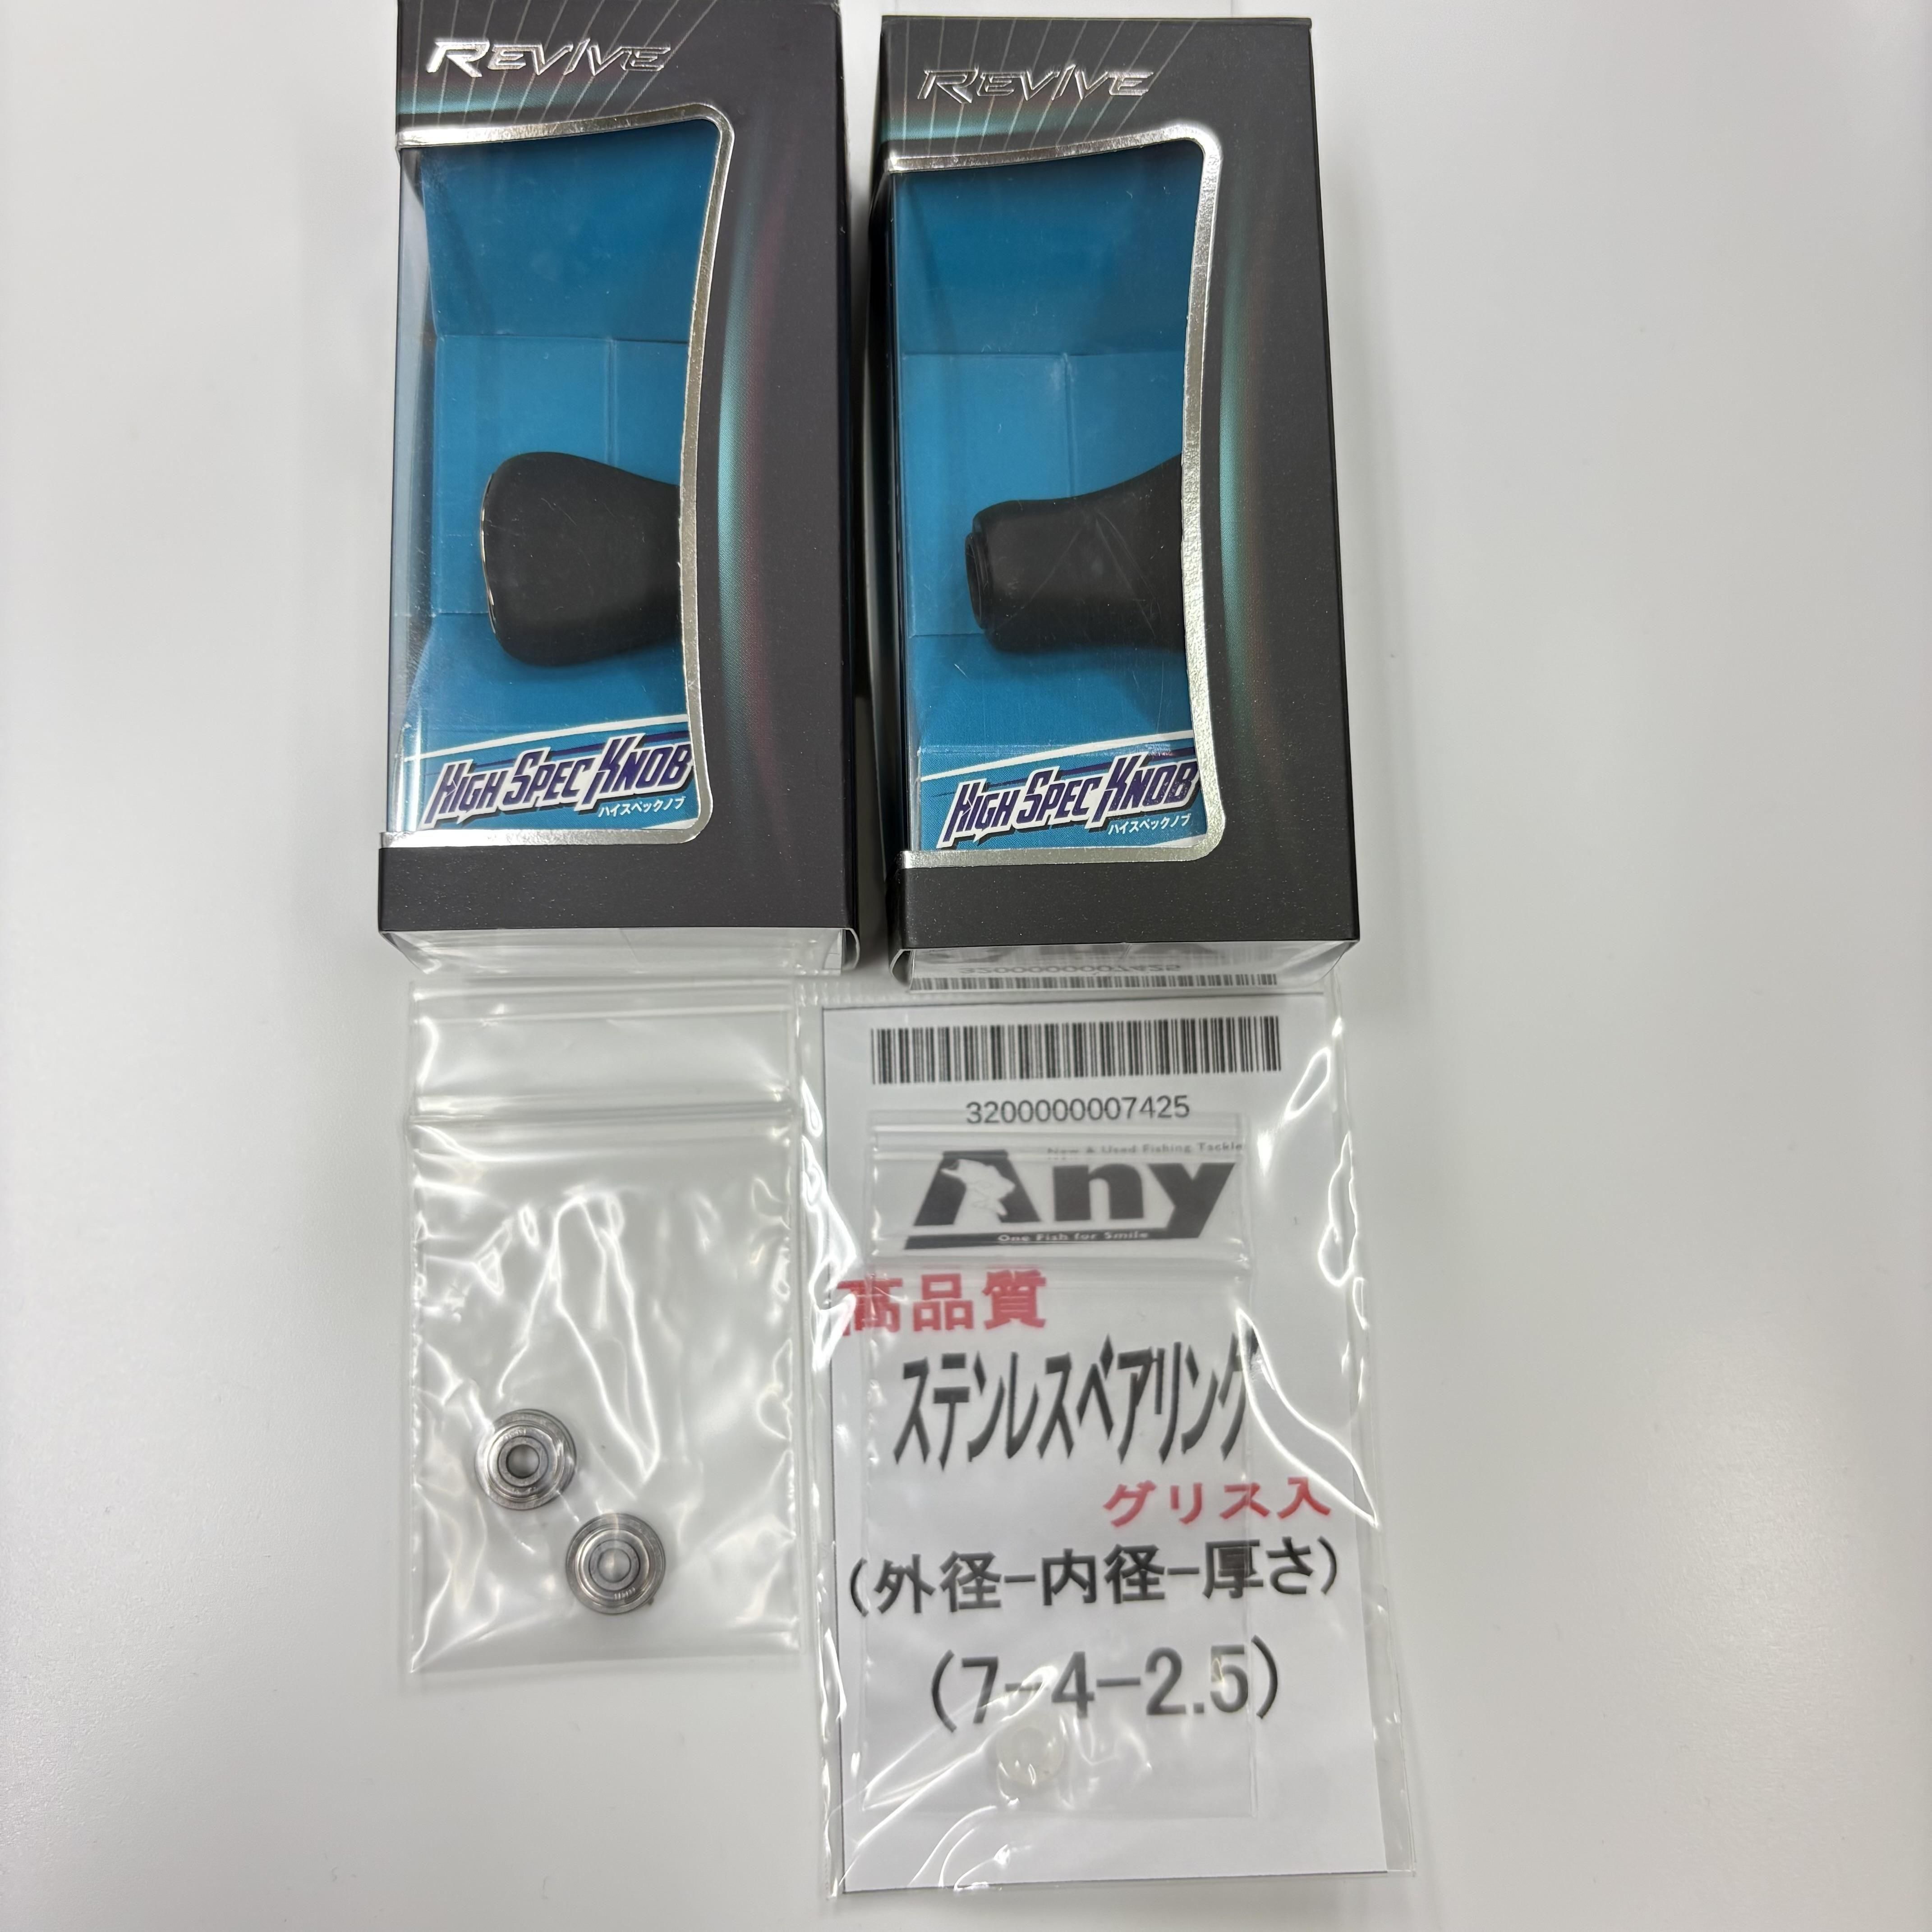 REVIVE
HIGH SPEC KNOB
ハイスペックノブ
REVIVE
HIGH SPEC KNOB
ハイスペックノブ
3200000007425
3200000007425
New & Used Fishing Tackle
Any
One Fish for Smile
高品質
ステンレスベアリング
グリス入
(外径-内径-厚さ)
(7-4-2.5)